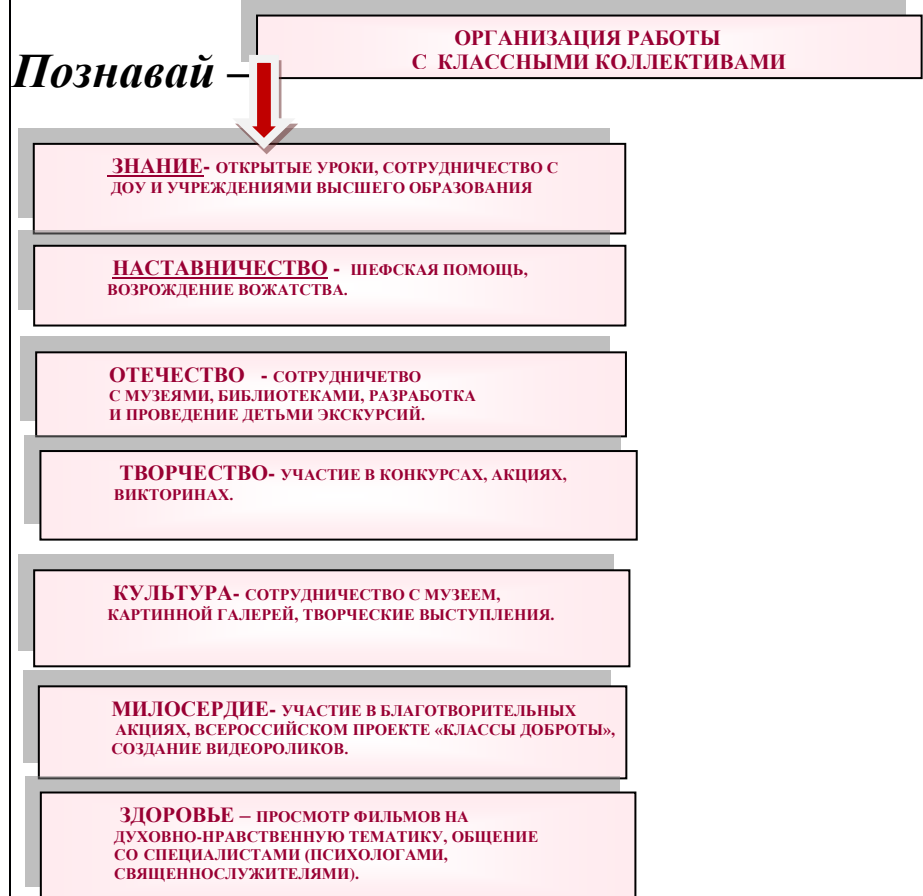 ОРГАНИЗАЦИЯ РАБОТЫ
С КЛАССНЫМИ КОЛЛЕКТИВАМИ
Познавай –
ЗНАНИЕ- ОТКРЫТЫЕ УРОКИ, СОТРУДНИЧЕСТВО С
ДОУ И УЧРЕЖДЕНИЯМИ ВЫСШЕГО ОБРАЗОВАНИЯ
НАСТАВНИЧЕСТВО - ШЕФСКАЯ ПОМОЩЬ,
ВОЗРОЖДЕНИЕ ВОЖАТСТВА.
ОТЕЧЕСТВО - СОТРУДНИЧЕТВО
С МУЗЕЯМИ, БИБЛИОТЕКАМИ, РАЗРАБОТКА
И ПРОВЕДЕНИЕ ДЕТЬМИ ЭКСКУРСИЙ.
ТВОРЧЕСТВО- УЧАСТИЕ В КОНКУРСАХ, АКЦИЯХ,
ВИКТОРИНАХ.
КУЛЬТУРА- СОТРУДНИЧЕСТВО С МУЗЕЕМ,
КАРТИННОЙ ГАЛЕРЕЙ, ТВОРЧЕСКИЕ ВЫСТУПЛЕНИЯ.
МИЛОСЕРДИЕ- УЧАСТИЕ В БЛАГОТВОРИТЕЛЬНЫХ
АКЦИЯХ, ВСЕРОССИЙСКОМ ПРОЕКТЕ «КЛАССЫ ДОБРОТЫ»,
СОЗДАНИЕ ВИДЕОРОЛИКОВ.
ЗДОРОВЬЕ – ПРОСМОТР ФИЛЬМОВ НА
ДУХОВНО-НРАВСТВЕННУЮ ТЕМАТИКУ, ОБЩЕНИЕ
СО СПЕЦИАЛИСТАМИ (ПСИХОЛОГАМИ,
СВЯЩЕННОСЛУЖИТЕЛЯМИ).